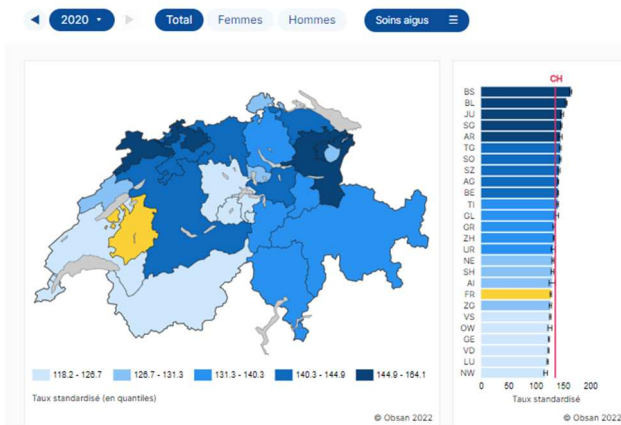 2020
Total Femmes Hommes
Soins aigus
CH
BS
BL
JU
SG
AR
TG
SO
SZ
AG
BE
TI
GL
GR
ZH
UR
NE
SH
AI
FR
ZG
VS
OW
GE
VD
LU
NW
0 50 100 150 200
Taux standardisé
118.2 - 126.7 126.7 - 131.3 131.3 - 140.3 140.3 - 144.9 144.9 - 164.1
Taux standardisé (en quantiles)
© Obsan 2022
© Obsan 2022